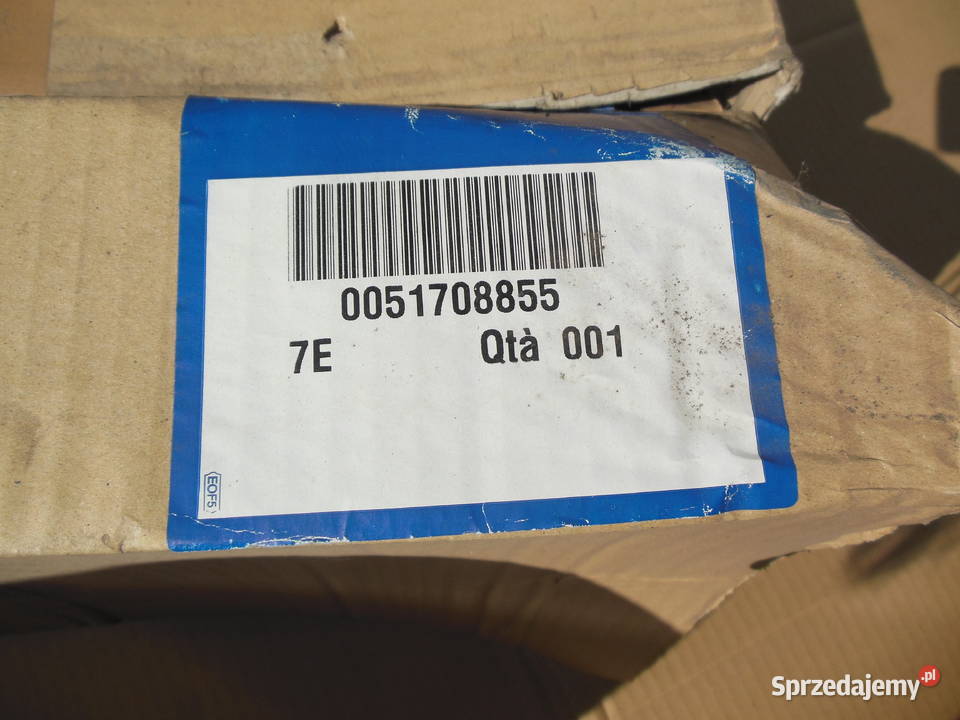 0051708855
7E Qtà 001
EOF5
Sprzedajemy.pl